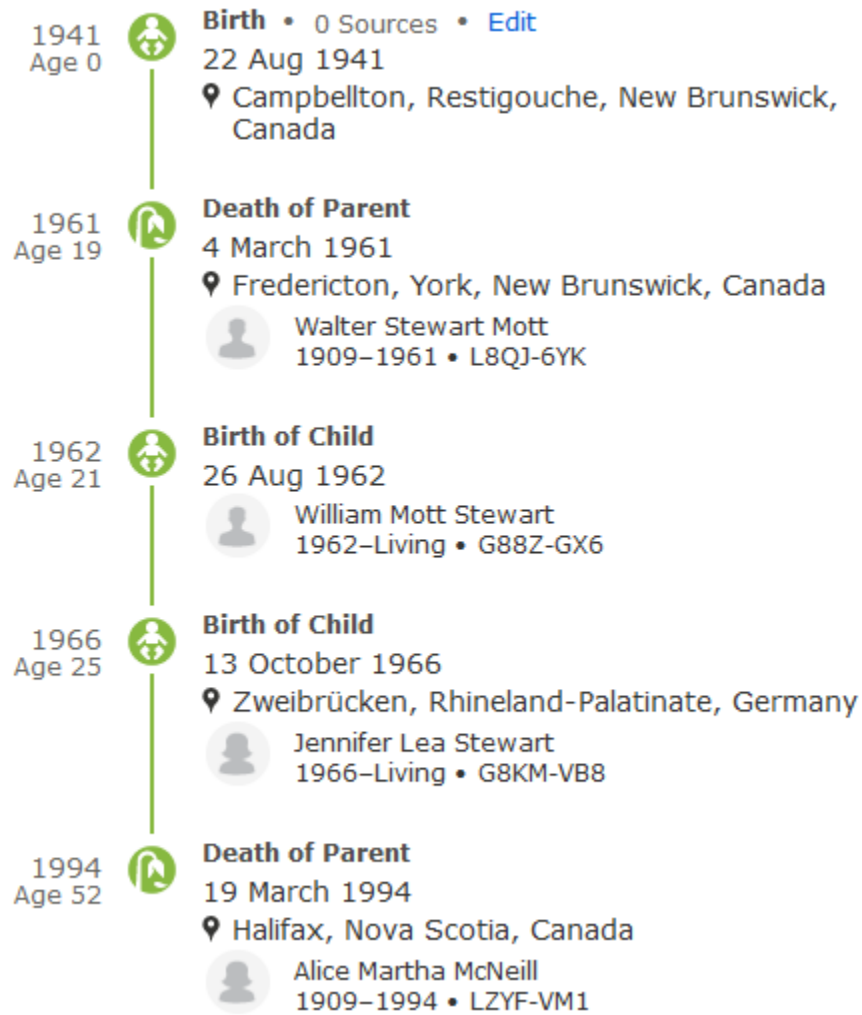 1941
Age 0
Birth • 0 Sources • Edit
22 Aug 1941
Campbellton, Restigouche, New Brunswick,
Canada
1961
Age 19
Death of Parent
4 March 1961
Fredericton, York, New Brunswick, Canada
Walter Stewart Mott
1909–1961 • L8QJ-6YK
1962
Age 21
Birth of Child
26 Aug 1962
William Mott Stewart
1962–Living • G88Z-GX6
1966
Age 25
Birth of Child
13 October 1966
Zweibrücken, Rhineland-Palatinate, Germany
Jennifer Lea Stewart
1966–Living • G8KM-VB8
1994
Age 52
Death of Parent
19 March 1994
Halifax, Nova Scotia, Canada
Alice Martha McNeill
1909–1994 • LZYF-VM1